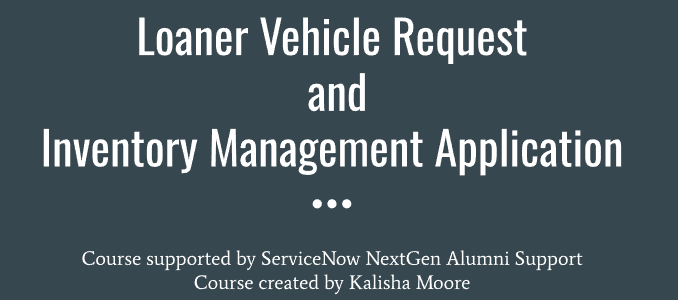 Loaner Vehicle Request
and
Inventory Management Application
•••
Course supported by ServiceNow NextGen Alumni Support
Course created by Kalisha Moore